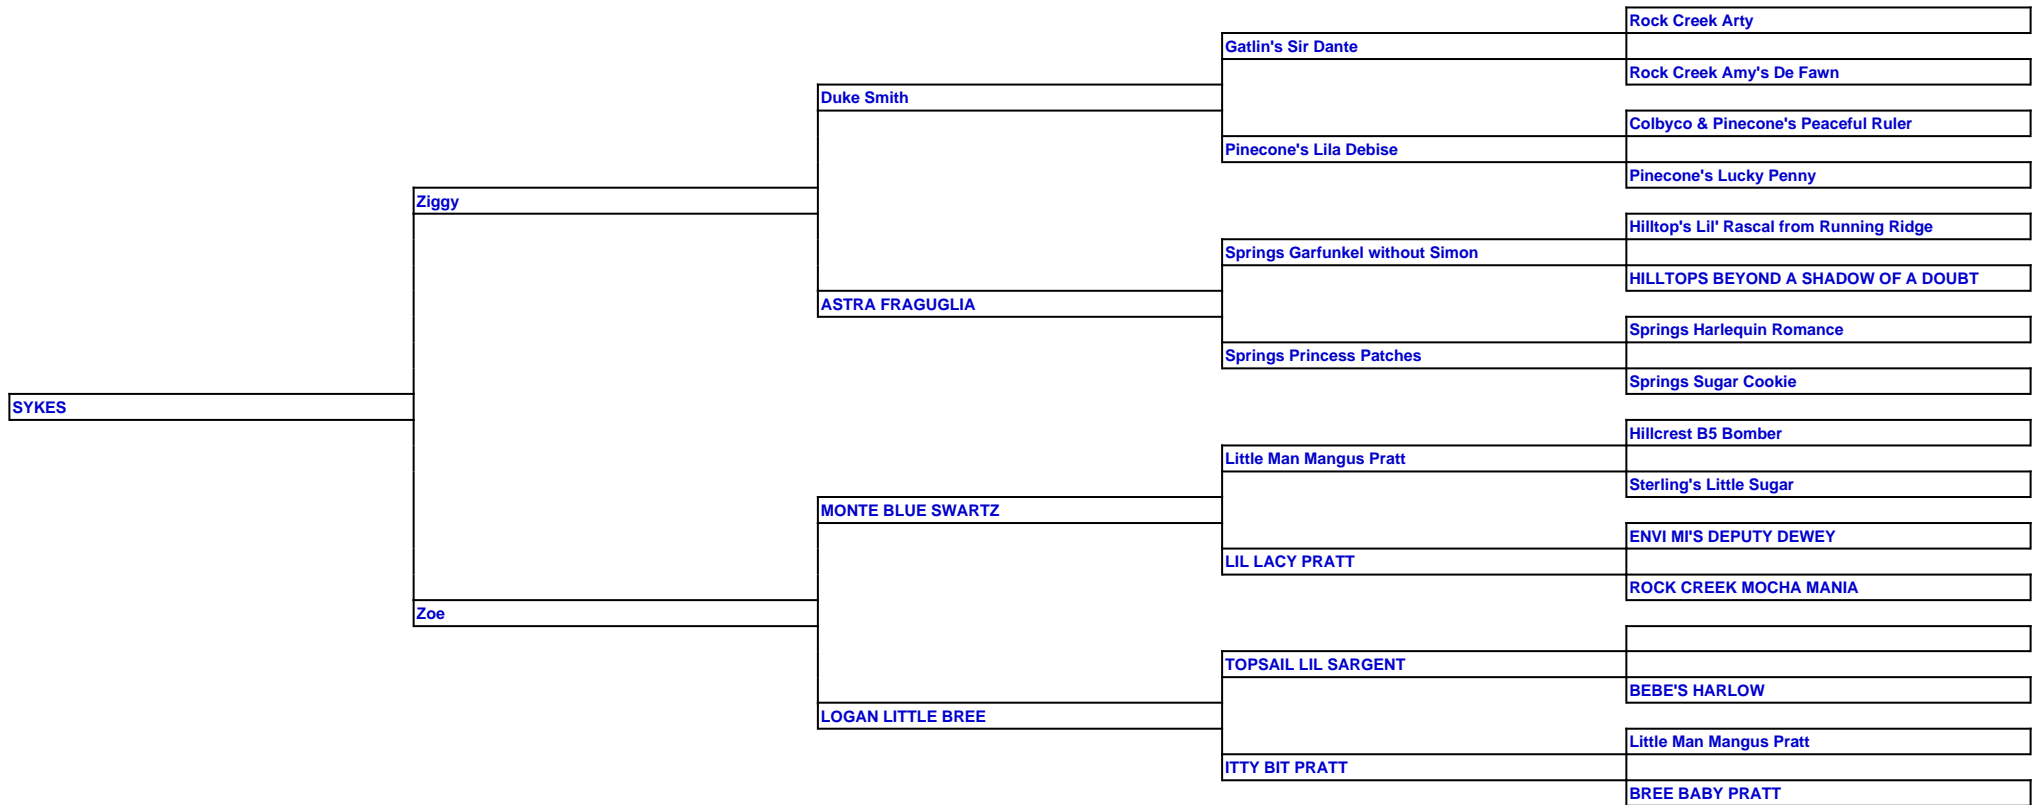 Rock Creek Arty
Gatlin's Sir Dante
Rock Creek Amy's De Fawn
Duke Smith
Colbyco & Pinecone's Peaceful Ruler
Pinecone's Lila Debise
Pinecone's Lucky Penny
Ziggy
Hilltop's Lil' Rascal from Running Ridge
Springs Garfunkel without Simon
HILLTOPS BEYOND A SHADOW OF A DOUBT
ASTRA FRAGUGLIA
Springs Harlequin Romance
Springs Princess Patches
Springs Sugar Cookie
SYKES
Hillcrest B5 Bomber
Little Man Mangus Pratt
Sterling's Little Sugar
MONTE BLUE SWARTZ
ENVI MI'S DEPUTY DEWEY
LIL LACY PRATT
ROCK CREEK MOCHA MANIA
Zoe
TOPSAIL LIL SARGENT
BEBE'S HARLOW
LOGAN LITTLE BREE
Little Man Mangus Pratt
ITTY BIT PRATT
BREE BABY PRATT